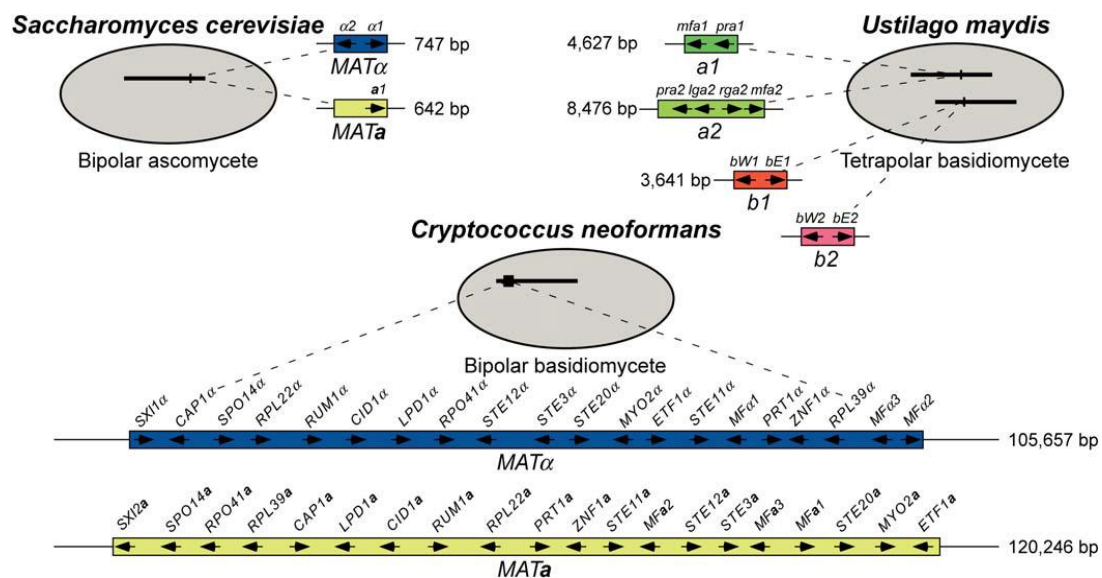 Saccharomyces cerevisiae
α2 α1
747 bp
MATα
a1
642 bp
MATa
Bipolar ascomycete
Ustilago maydis
mfa1 pra1
4,627 bp
a1
pra2 lga2 rga2 mfa2
8,476 bp
a2
Tetrapolar basidiomycete
bW1 bE1
3,641 bp
b1
bW2 bE2
b2
Cryptococcus neoformans
Bipolar basidiomycete
SXI1α CAP1α SPO14α RPL22α RUM1α CID1α LPD1α RPO41α STE12α STE3α STE20α MYO2α ETF1α STE11α MFα1 PRT1α ZNF1α RPL39α MFα3 MFα2
105,657 bp
MATα
SXI2a SPO14a RPO41a RPL39a CAP1a LPD1a CID1a RUM1a RPL22a PRT1a ZNF1a STE11a MFa2 STE12a STE3a MFa3 MFa1 STE20a MYO2a ETF1a
120,246 bp
MATa